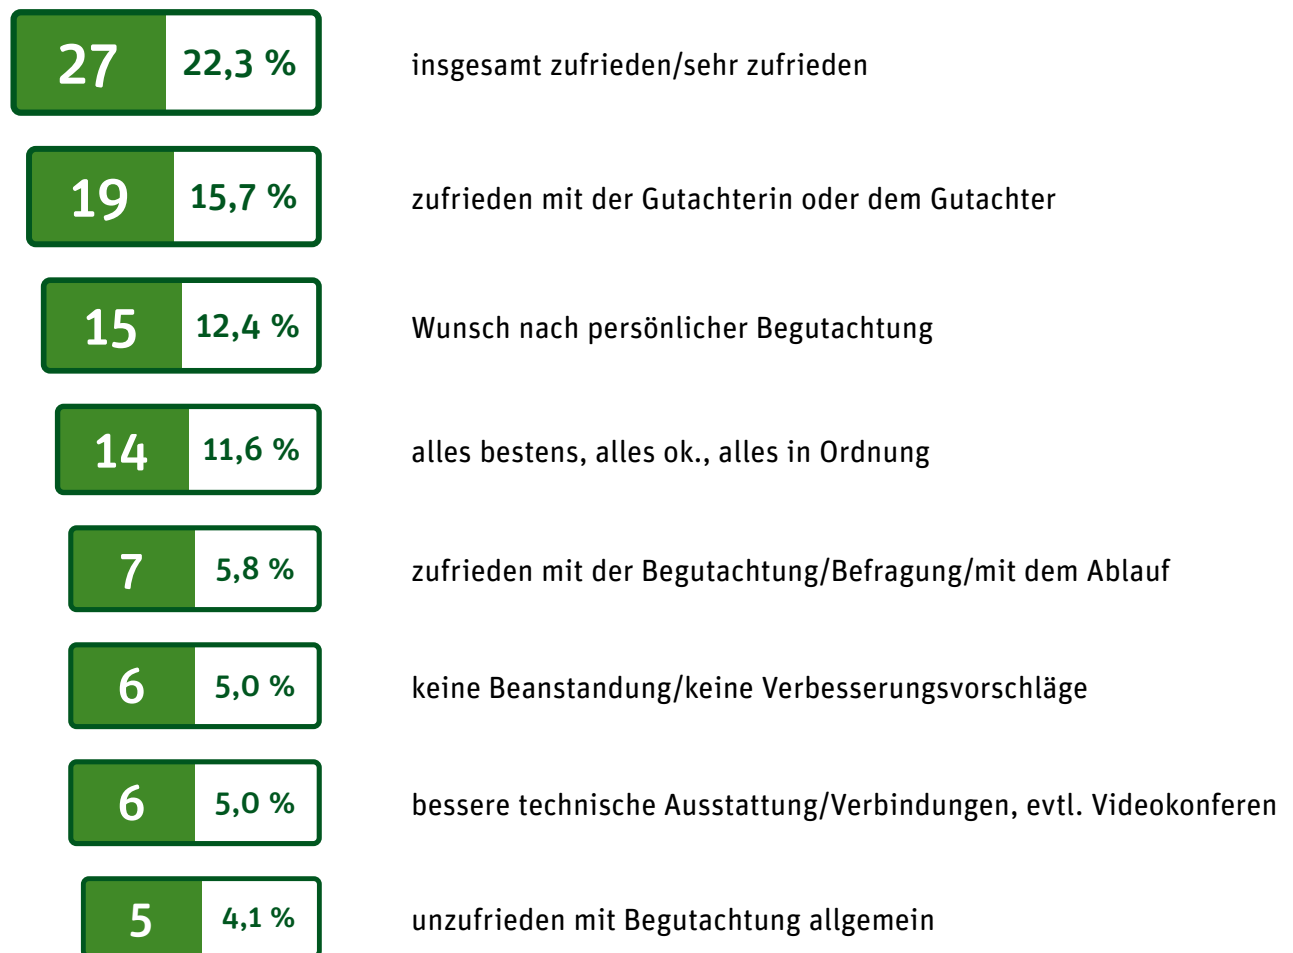 27 22,3 % insgesamt zufrieden/sehr zufrieden
19 15,7 % zufrieden mit der Gutachterin oder dem Gutachter
15 12,4 % Wunsch nach persönlicher Begutachtung
14 11,6 % alles bestens, alles ok., alles in Ordnung
7 5,8 % zufrieden mit der Begutachtung/Befragung/mit dem Ablauf
6 5,0 % keine Beanstandung/keine Verbesserungsvorschläge
6 5,0 % bessere technische Ausstattung/Verbindungen, evtl. Videokonferen
5 4,1 % unzufrieden mit Begutachtung allgemein